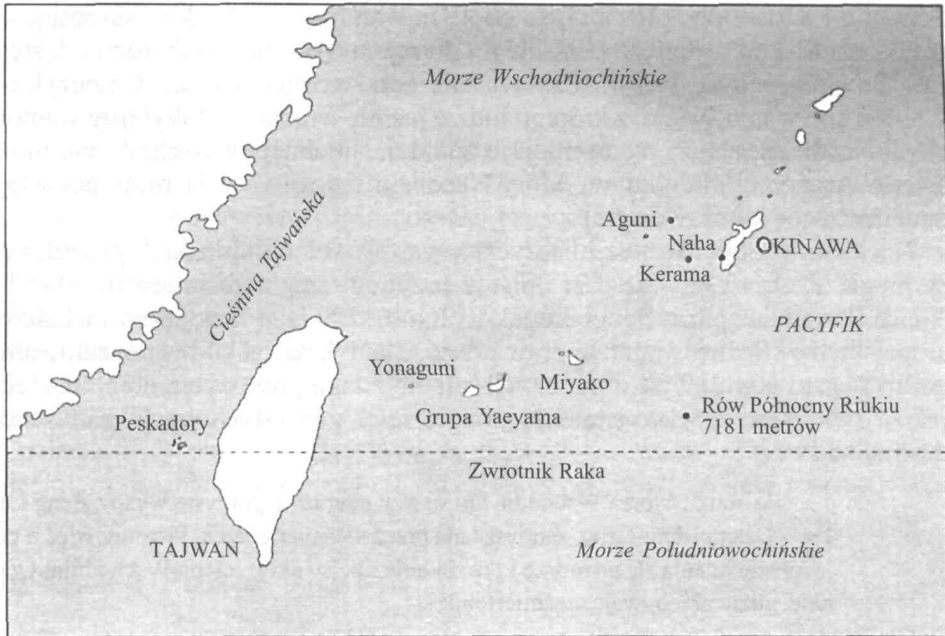 Morze Wschodniochińskie
Cieśnina Tajwańska
Aguni
Naha
OKINAWA
Kerama
PACYFIK
Yonaguni
Miyako
Grupa Yaeyama
Rów Północny Riukiu
7181 metrów
Peskadory
Zwrotnik Raka
TAJWAN
Morze Południowochińskie